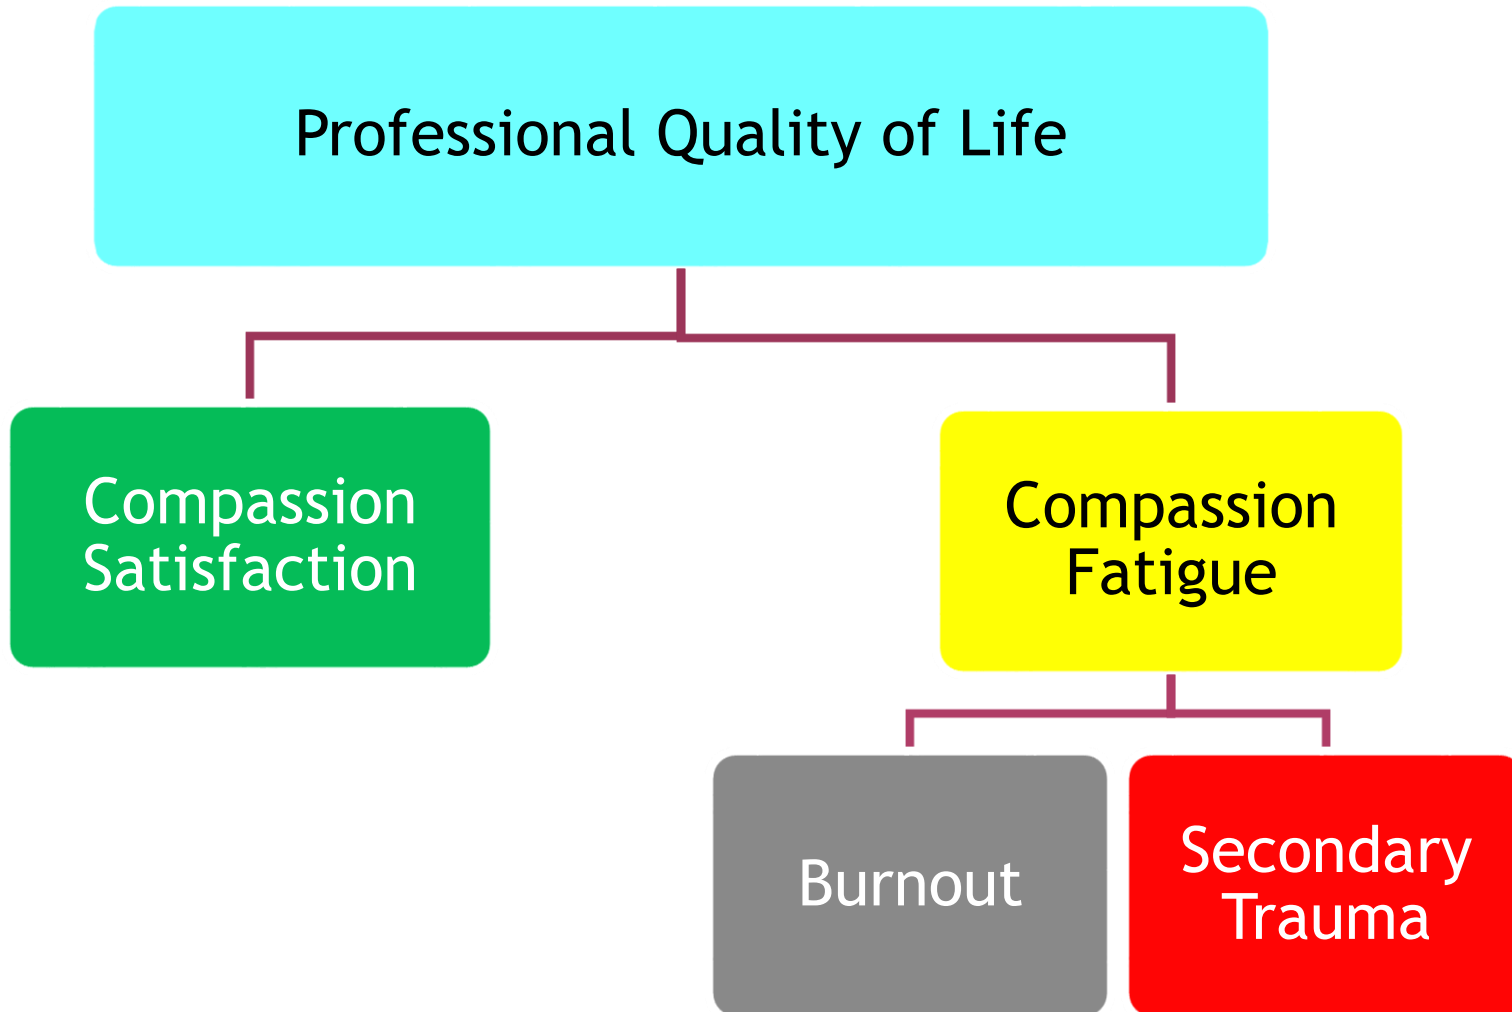 Professional Quality of Life
Compassion
Satisfaction
Compassion
Fatigue
Burnout
Secondary
Trauma